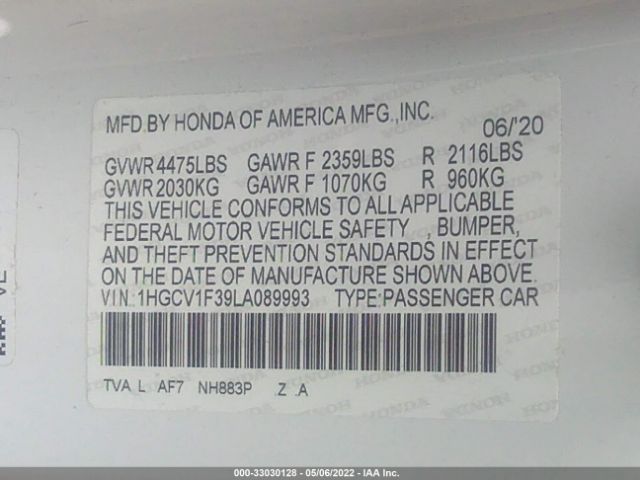 MFD.BY HONDA OF AMERICA MFG.,INC.
06/'20
GVWR 4475LBS GAWR F 2359LBS R 2116LBS
GVWR 2030KG GAWR F 1070KG R 960KG
THIS VEHICLE CONFORMS TO ALL APPLICABLE
FEDERAL MOTOR VEHICLE SAFETY , BUMPER,
AND THEFT PREVENTION STANDARDS IN EFFECT
ON THE DATE OF MANUFACTURE SHOWN ABOVE.
VIN:1HGCV1F39LA089993 TYPE:PASSENGER CAR
TVA L AF7 NH883P Z .A
000-33030128 - 05/06/2022 - IAA Inc.